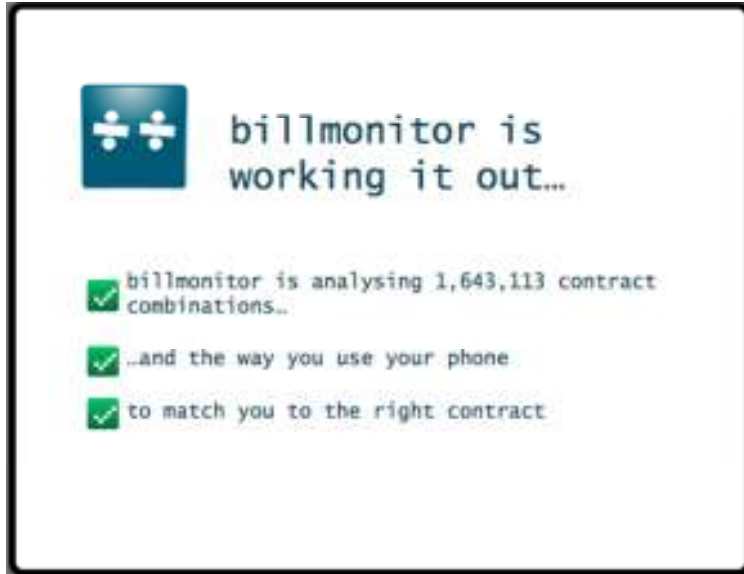 billmonitor is
working it out…
billmonitor is analysing 1,643,113 contract
combinations…
…and the way you use your phone
to match you to the right contract